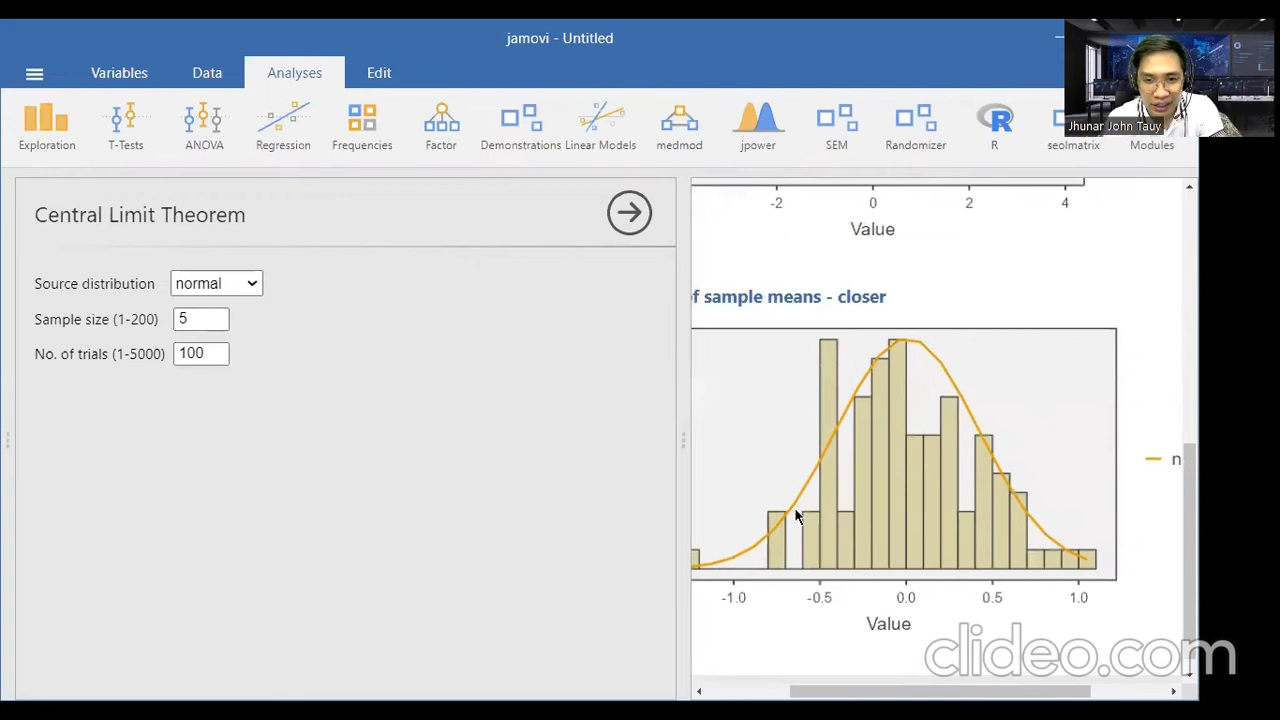 jamovi - Untitled
Variables
Data
Analyses
Edit
Exploration
T-Tests
ANOVA
Regression
Frequencies
Factor
Demonstrations
Linear Models
medmod
jpower
SEM
Randomizer
R
R
seolmatrix
Modules
Jhunar John Tauy
Central Limit Theorem
Source distribution normal
Sample size (1-200) 5
No. of trials (1-5000) 100
-2 0 2 4
Value
of sample means - closer
n
-1.0 -0.5 0.0 0.5 1.0
Value
clideo.com